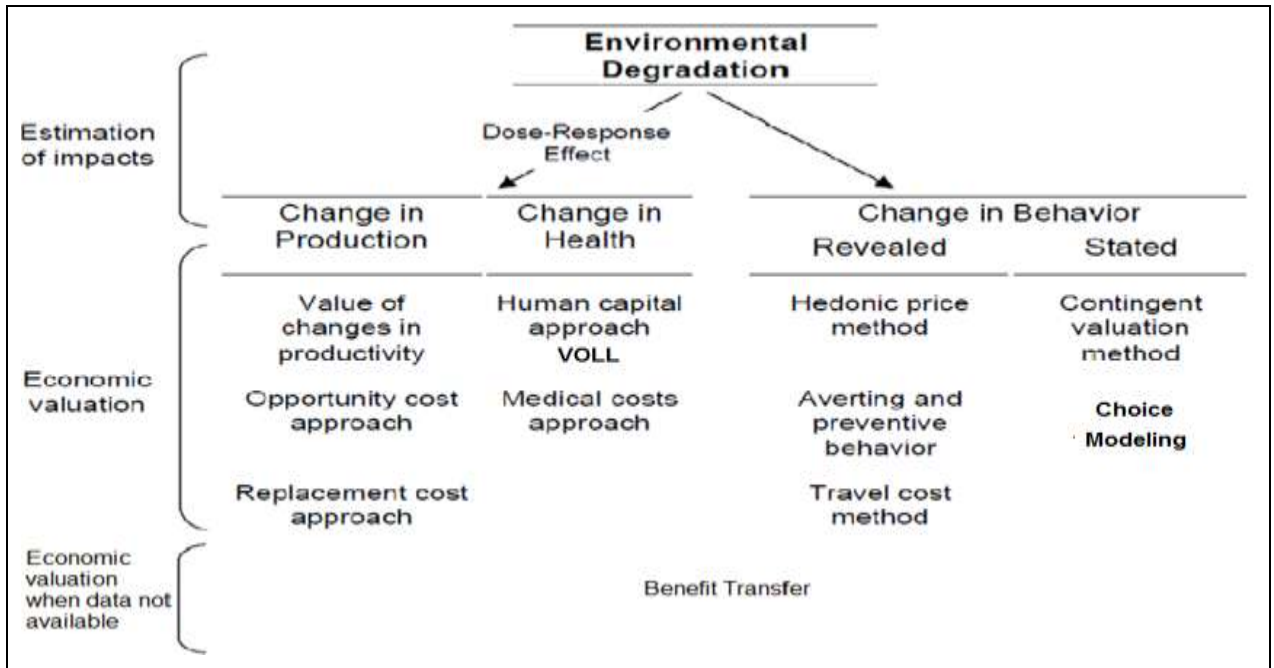 Environmental
Degradation
Estimation
of impacts
Dose-Response
Effect
Change in
Production
Change in
Health
Change in Behavior
Revealed
Stated
Economic
valuation
Value of
changes in
productivity
Human capital
approach
VOLL
Hedonic price
method
Contingent
valuation
method
Opportunity cost
approach
Medical costs
approach
Averting and
preventive
behavior
Choice
Modeling
Replacement cost
approach
Travel cost
method
Economic
valuation
when data not
available
Benefit Transfer